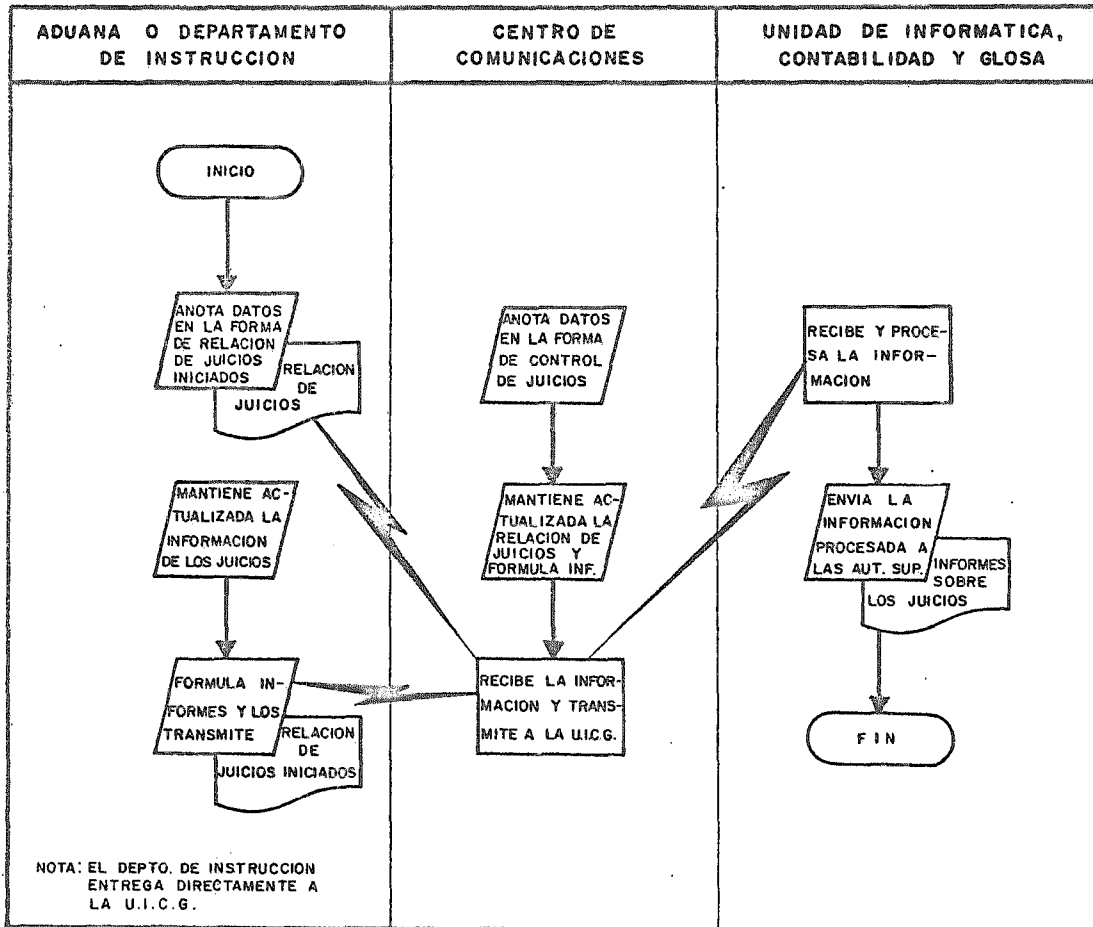 ADUANA O DEPARTAMENTO
DE INSTRUCCION
CENTRO DE
COMUNICACIONES
UNIDAD DE INFORMATICA,
CONTABILIDAD Y GLOSA
INICIO
ANOTA DATOS
EN LA FORMA
DE RELACION
DE JUICIOS
INICIADOS
RELACION
DE
JUICIOS
MANTIENE AC-
TUALIZADA LA
INFORMACION
DE LOS JUICIOS
FORMULA IN-
FORMES Y LOS
TRANSMITE
RELACION
DE
JUICIOS INICIADOS
NOTA: EL DEPTO. DE INSTRUCCION
ENTREGA DIRECTAMENTE A
LA U.I.C.G.
ANOTA DATOS
EN LA FORMA
DE CONTROL
DE JUICIOS
MANTIENE AC-
TUALIZADA LA
RELACION DE
JUICIOS Y
FORMULA INF.
RECIBE LA INFOR-
MACION Y TRANS-
MITE A LA U.I.C.G.
RECIBE Y PROCE-
SA LA INFOR-
MACION
ENVIA LA
INFORMACION
PROCESADA A
LAS AUT. SUP.
INFORMES
SOBRE
LOS JUICIOS
FIN